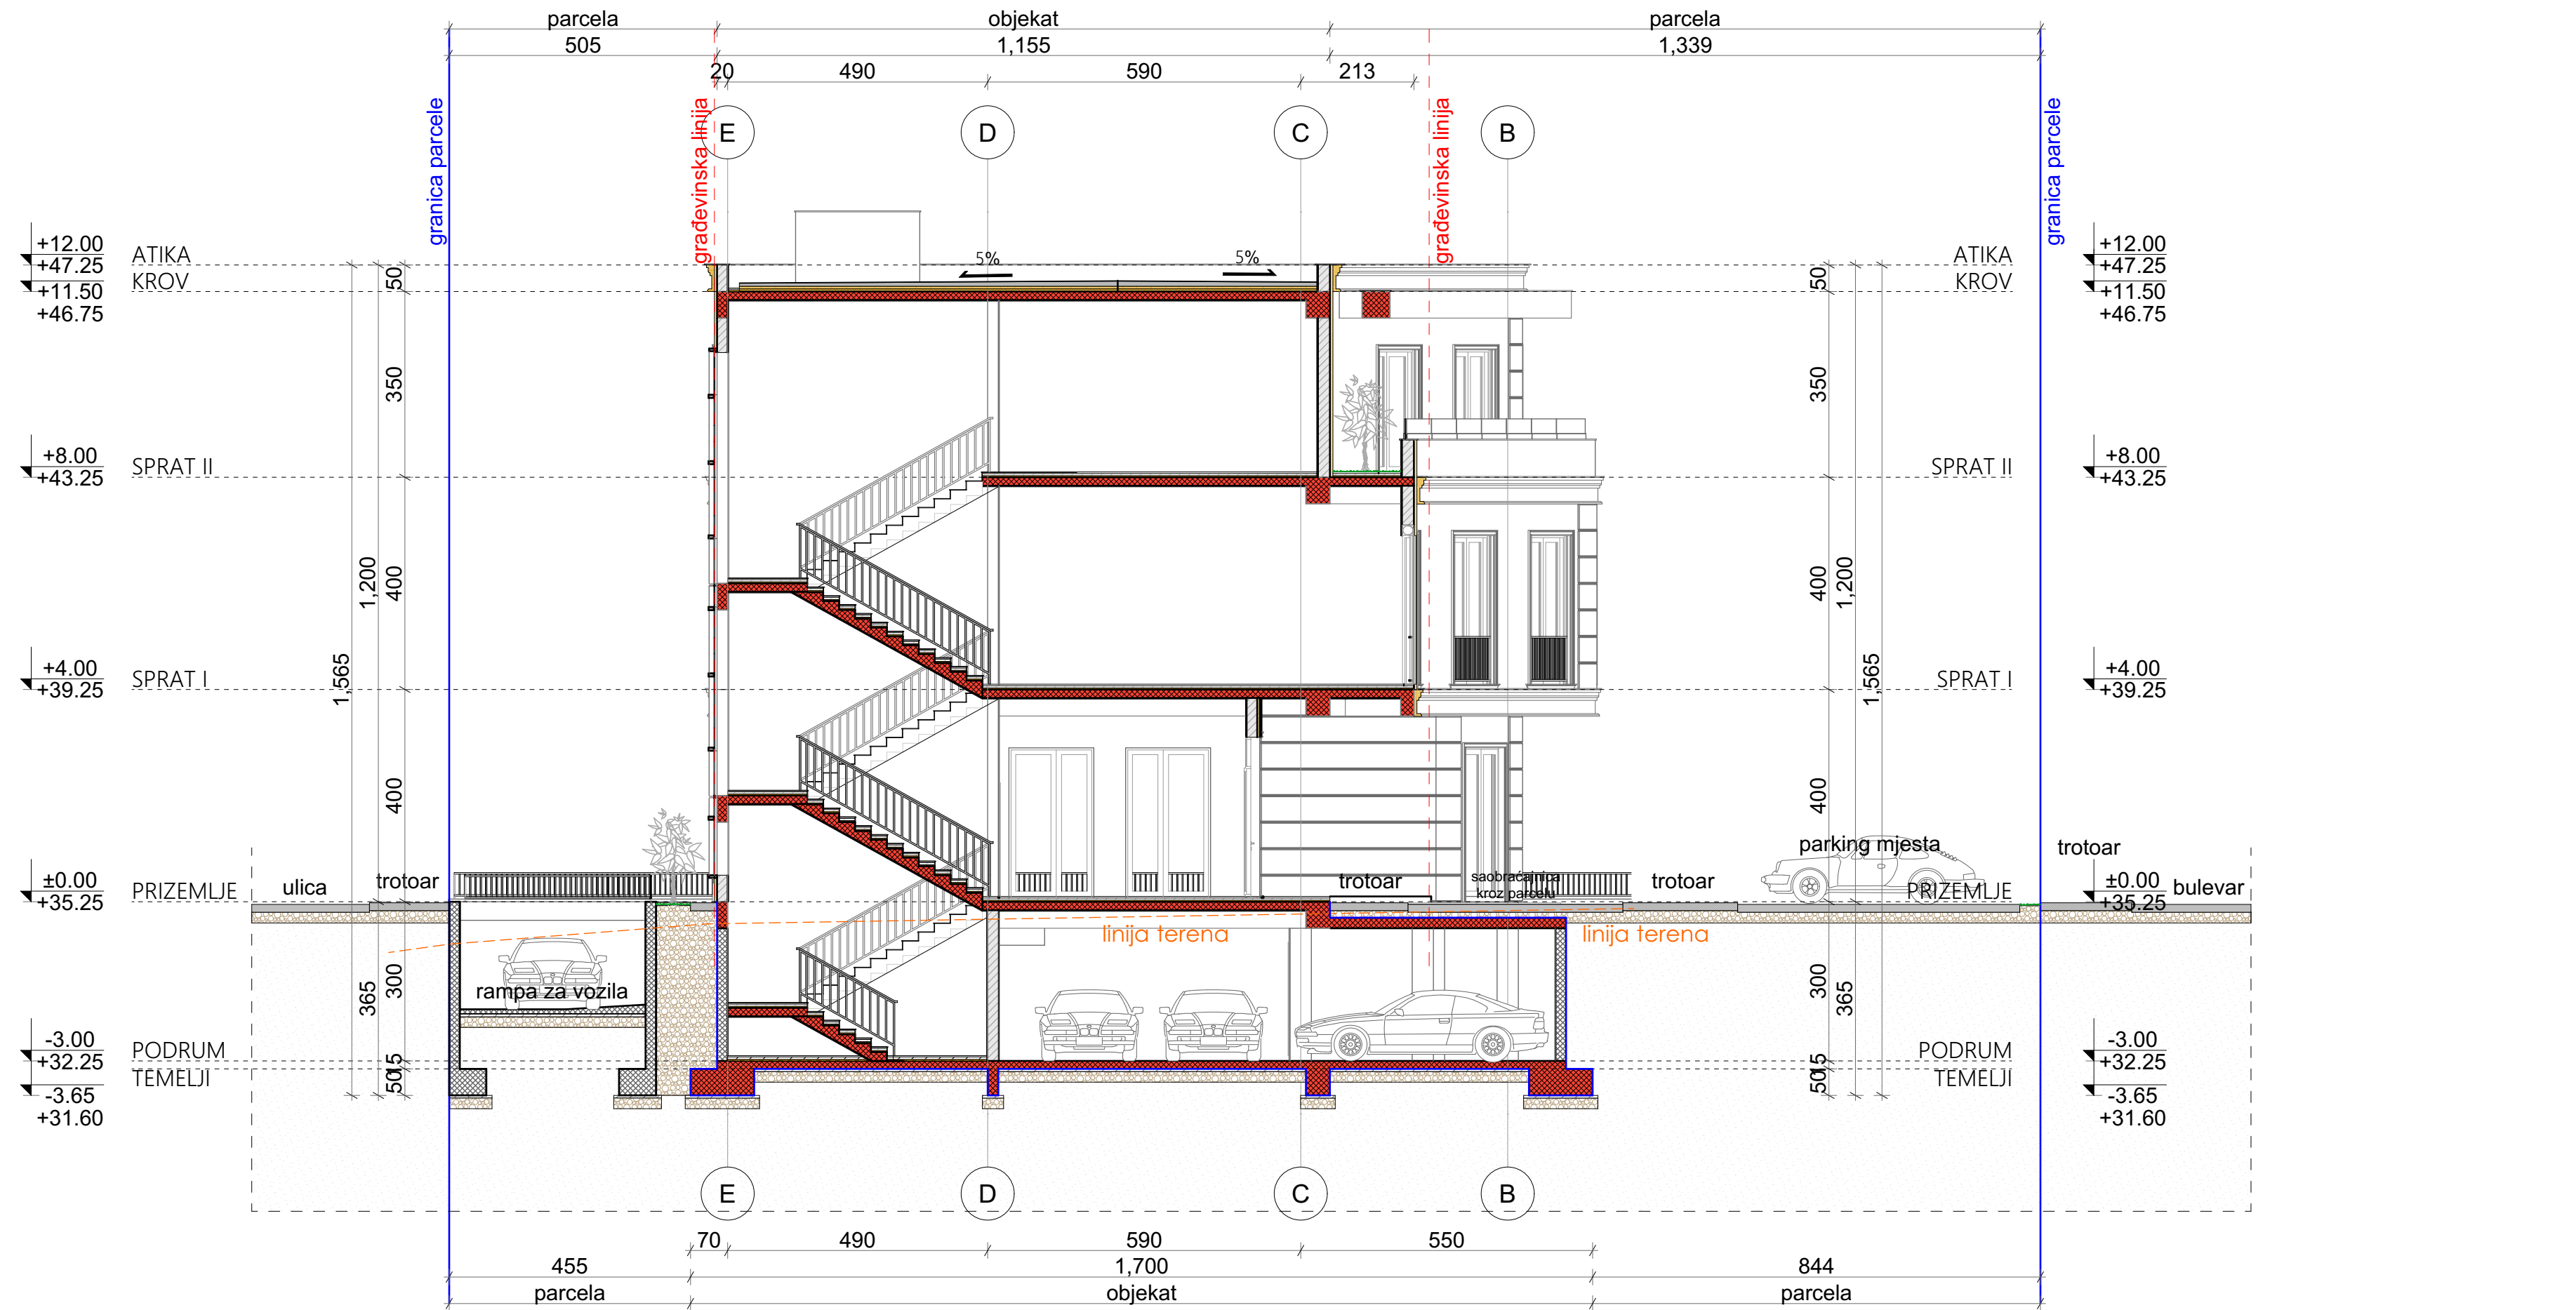 parcela objekat parcela
505 1,155 1,339
20 490 590 213
granica parcele
građevinska linija
građevinska linija
granica parcele
E D C B
+12.00 ATIKA
+47.25
KROV
+11.50
+46.75
5% 5%
ATIKA +12.00
+47.25
KROV
+11.50
+46.75
50
350
50
350
+8.00 SPRAT II
+43.25
SPRAT II +8.00
+43.25
1,200
400
400
1,200
+4.00 SPRAT I
+39.25
SPRAT I +4.00
+39.25
1,565
1,565
400
400
parking mjesta
trotoar
±0.00 PRIZEMLJE
+35.25
ulica
trotoar
trotoar
saobraćajnica
kroz parcelu
trotoar
PRIZEMLJE
±0.00
+35.25
bulevar
linija terena
linija terena
rampa za vozila
365
300
300
365
-3.00 PODRUM
+32.25
TEMELJI
-3.65
+31.60
15
50
15
50
PODRUM -3.00
+32.25
TEMELJI
-3.65
+31.60
E D C B
70 490 590 550
455 1,700 844
parcela objekat parcela